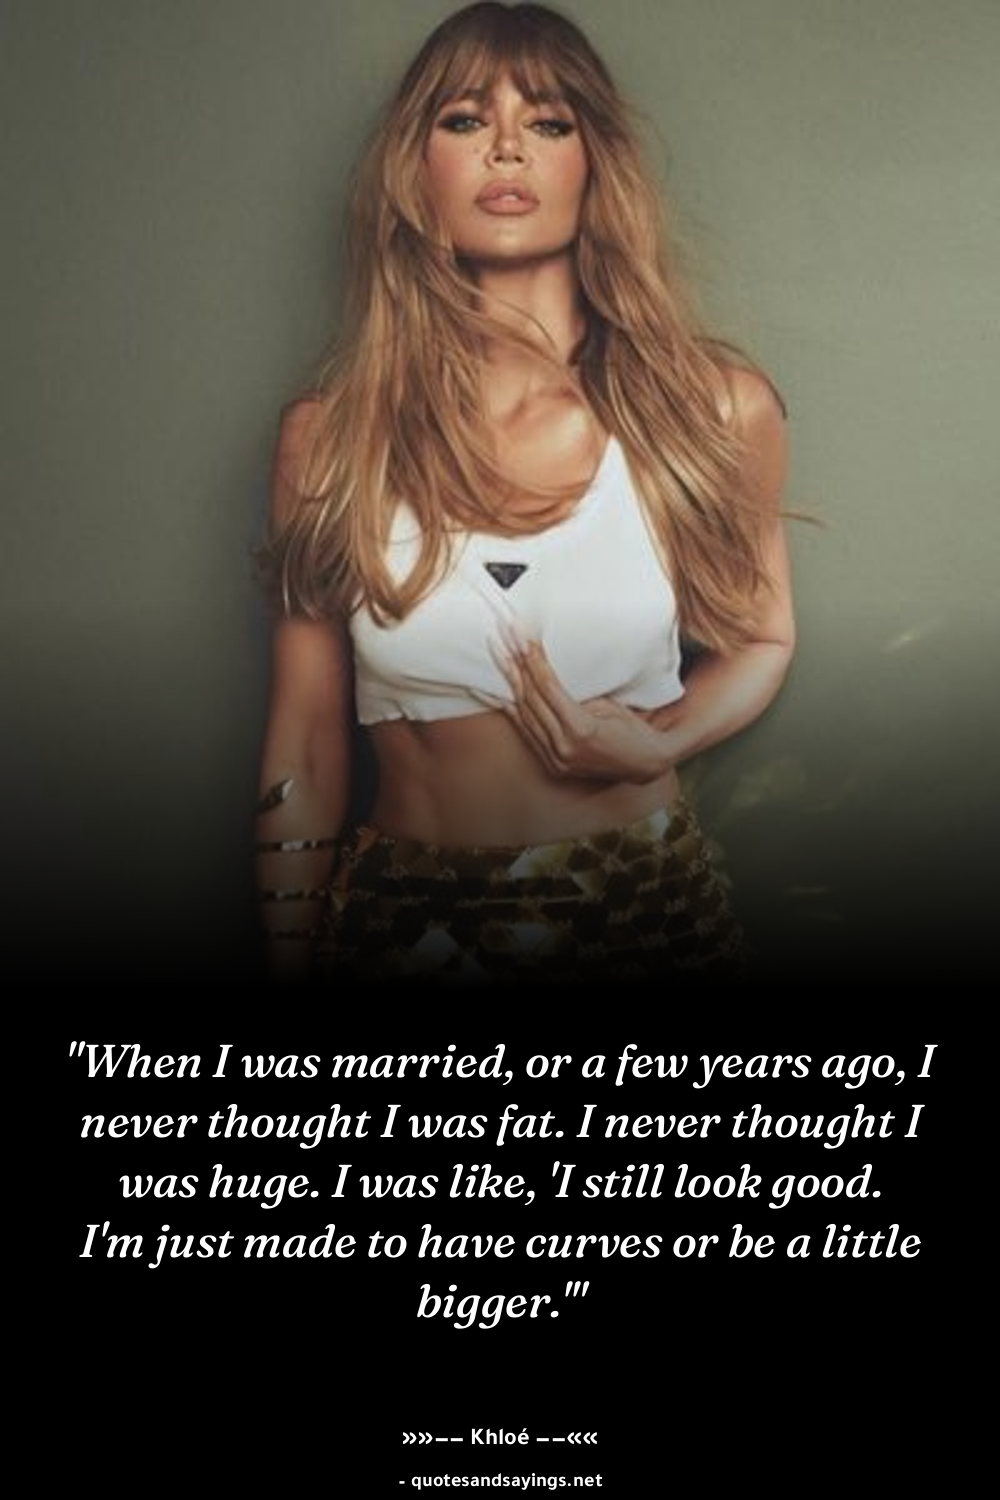 "When I was married, or a few years ago, I
never thought I was fat. I never thought I
was huge. I was like, 'I still look good.
I'm just made to have curves or be a little
bigger.'"
»»−− Khloé −−««
- quotesandsayings.net